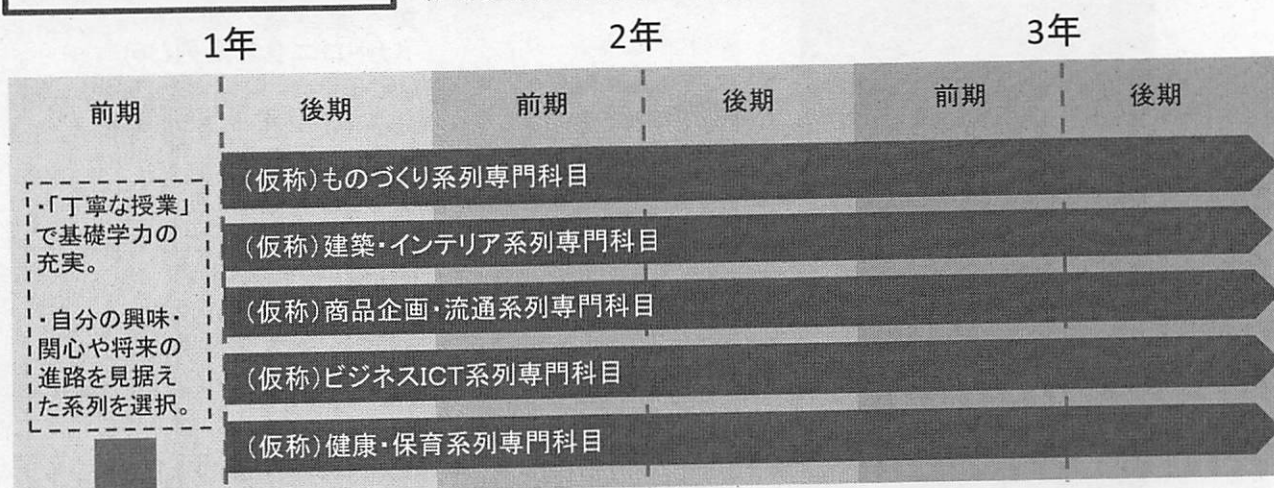 1年 2年 3年
前期 後期 前期 後期 前期 後期
・「丁寧な授業」
で基礎学力の
充実。
・自分の興味・
関心や将来の
進路を見据え
た系列を選択。
(仮称)ものづくり系列専門科目
(仮称)建築・インテリア系列専門科目
(仮称)商品企画・流通系列専門科目
(仮称)ビジネスICT系列専門科目
(仮称)健康・保育系列専門科目